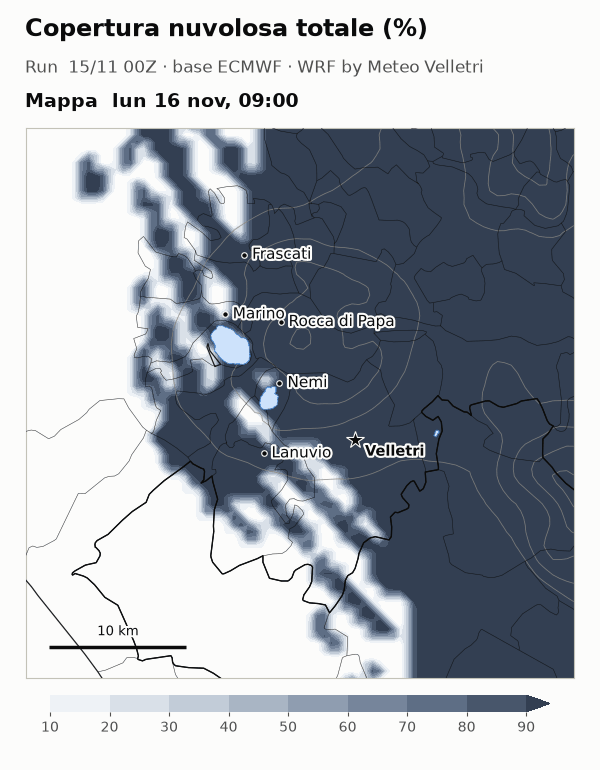 Copertura nuvolosa totale (%)
Run  15/11 00Z · base ECMWF · WRF by Meteo Velletri
Mappa  lun 16 nov, 09:00
Frascati
Marino
Rocca di Papa
Nemi
Velletri
Lanuvio
10 km
10 20 30 40 50 60 70 80 90